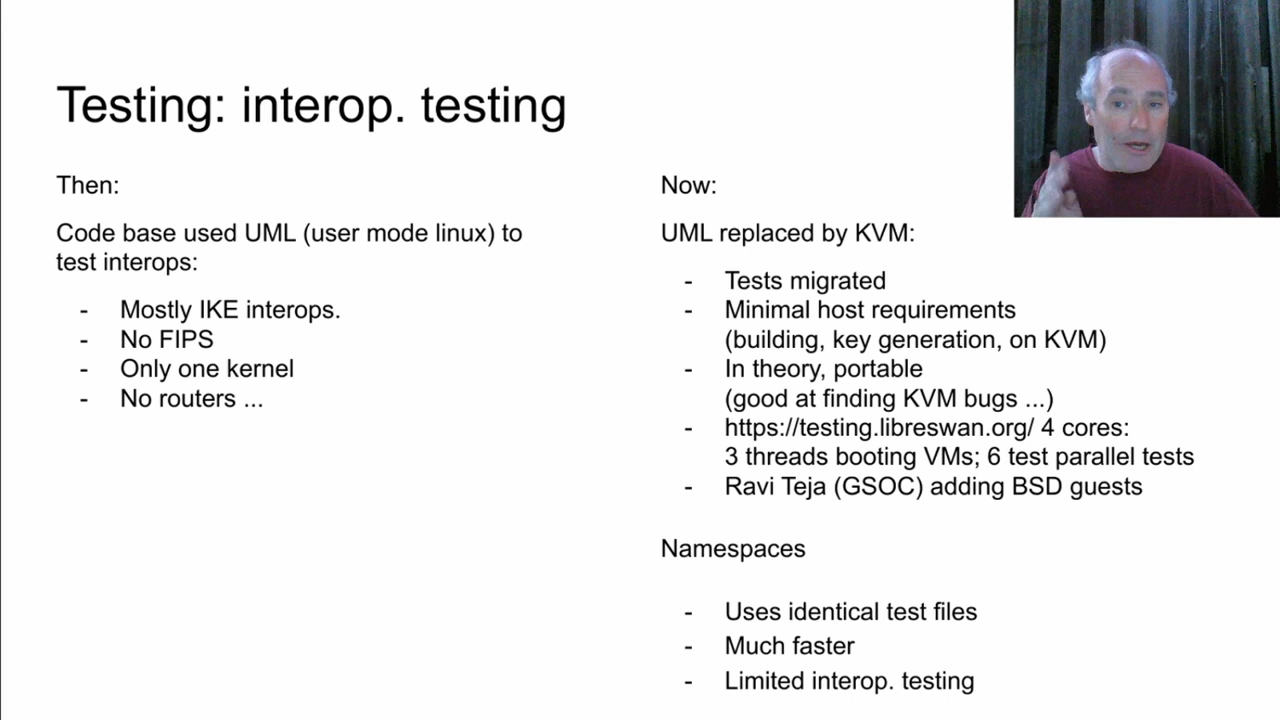 Testing: interop. testing
Then:
Code base used UML (user mode linux) to
test interops:
- Mostly IKE interops.
- No FIPS
- Only one kernel
- No routers ...
Now:
UML replaced by KVM:
- Tests migrated
- Minimal host requirements
(building, key generation, on KVM)
- In theory, portable
(good at finding KVM bugs ...)
- https://testing.libreswan.org/ 4 cores:
3 threads booting VMs; 6 test parallel tests
- Ravi Teja (GSOC) adding BSD guests
Namespaces
- Uses identical test files
- Much faster
- Limited interop. testing